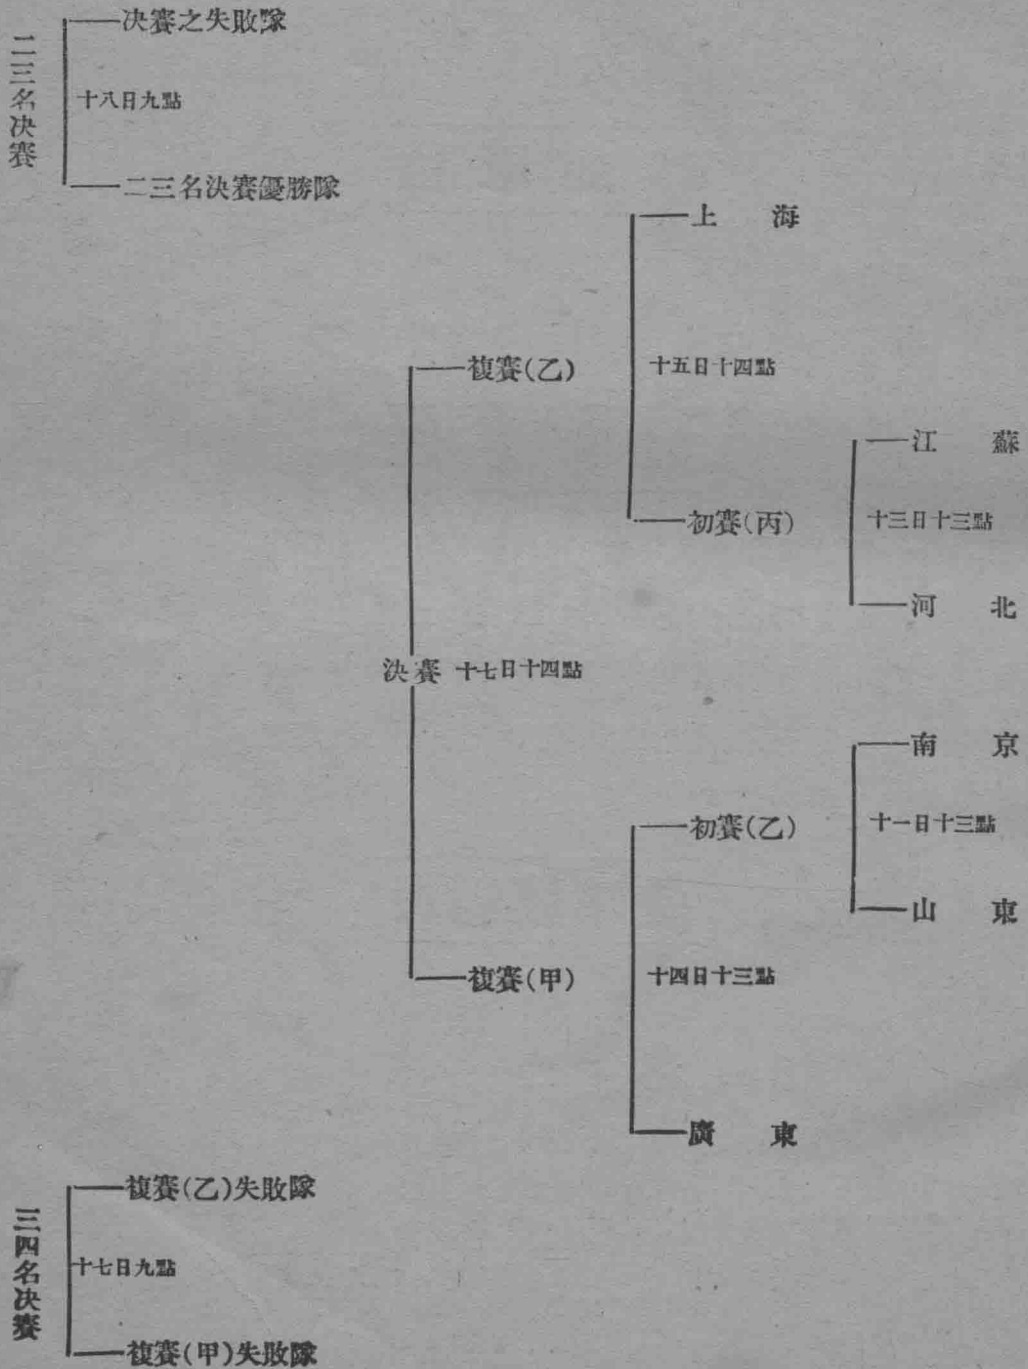 二三名决賽
决賽之失敗隊
十八日九點
二三名決賽優勝隊
上海
複賽(乙)
十五日十四點
江蘇
初賽(丙)
十三日十三點
河北
決賽 十七日十四點
南京
初賽(乙)
十一日十三點
山東
複賽(甲)
十四日十三點
廣東
三四名決賽
複賽(乙)失敗隊
十七日九點
複賽(甲)失敗隊